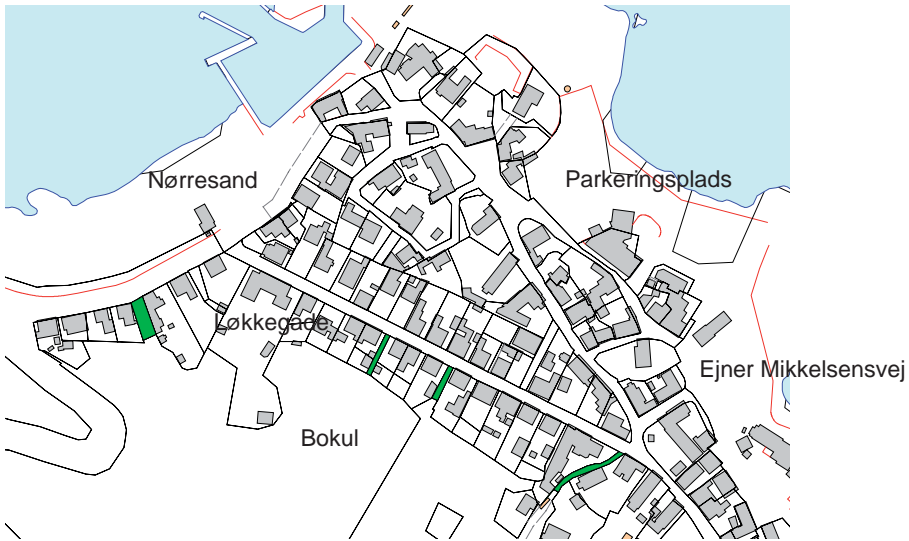 Nørresand
Parkeringsplads
Løkkegade
Ejner Mikkelsensvej
Bokul